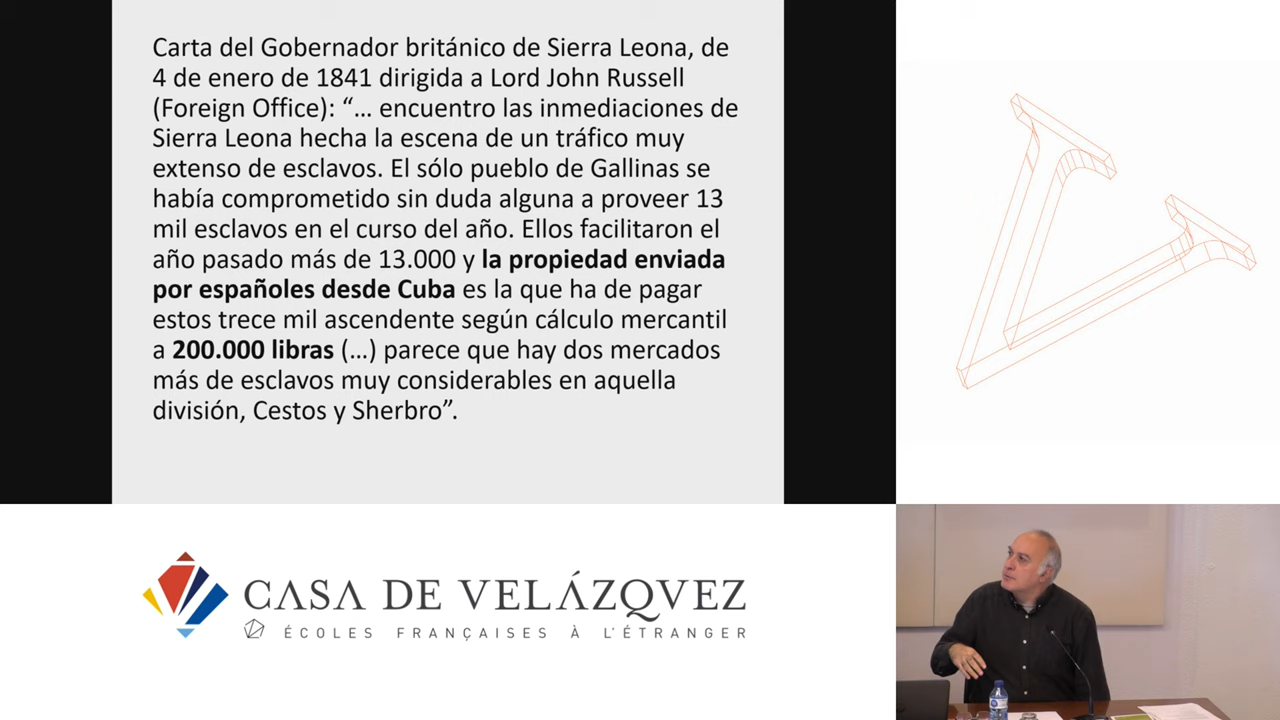 Carta del Gobernador británico de Sierra Leona, de
4 de enero de 1841 dirigida a Lord John Russell
(Foreign Office): “… encuentro las inmediaciones de
Sierra Leona hecha la escena de un tráfico muy
extenso de esclavos. El sólo pueblo de Gallinas se
había comprometido sin duda alguna a proveer 13
mil esclavos en el curso del año. Ellos facilitaron el
año pasado más de 13.000 y la propiedad enviada
por españoles desde Cuba es la que ha de pagar
estos trece mil ascendente según cálculo mercantil
a 200.000 libras (…) parece que hay dos mercados
más de esclavos muy considerables en aquella
división, Cestos y Sherbro”.
CASA DE VELÁZQVEZ
ÉCOLES FRANÇAISES À L'ÉTRANGER